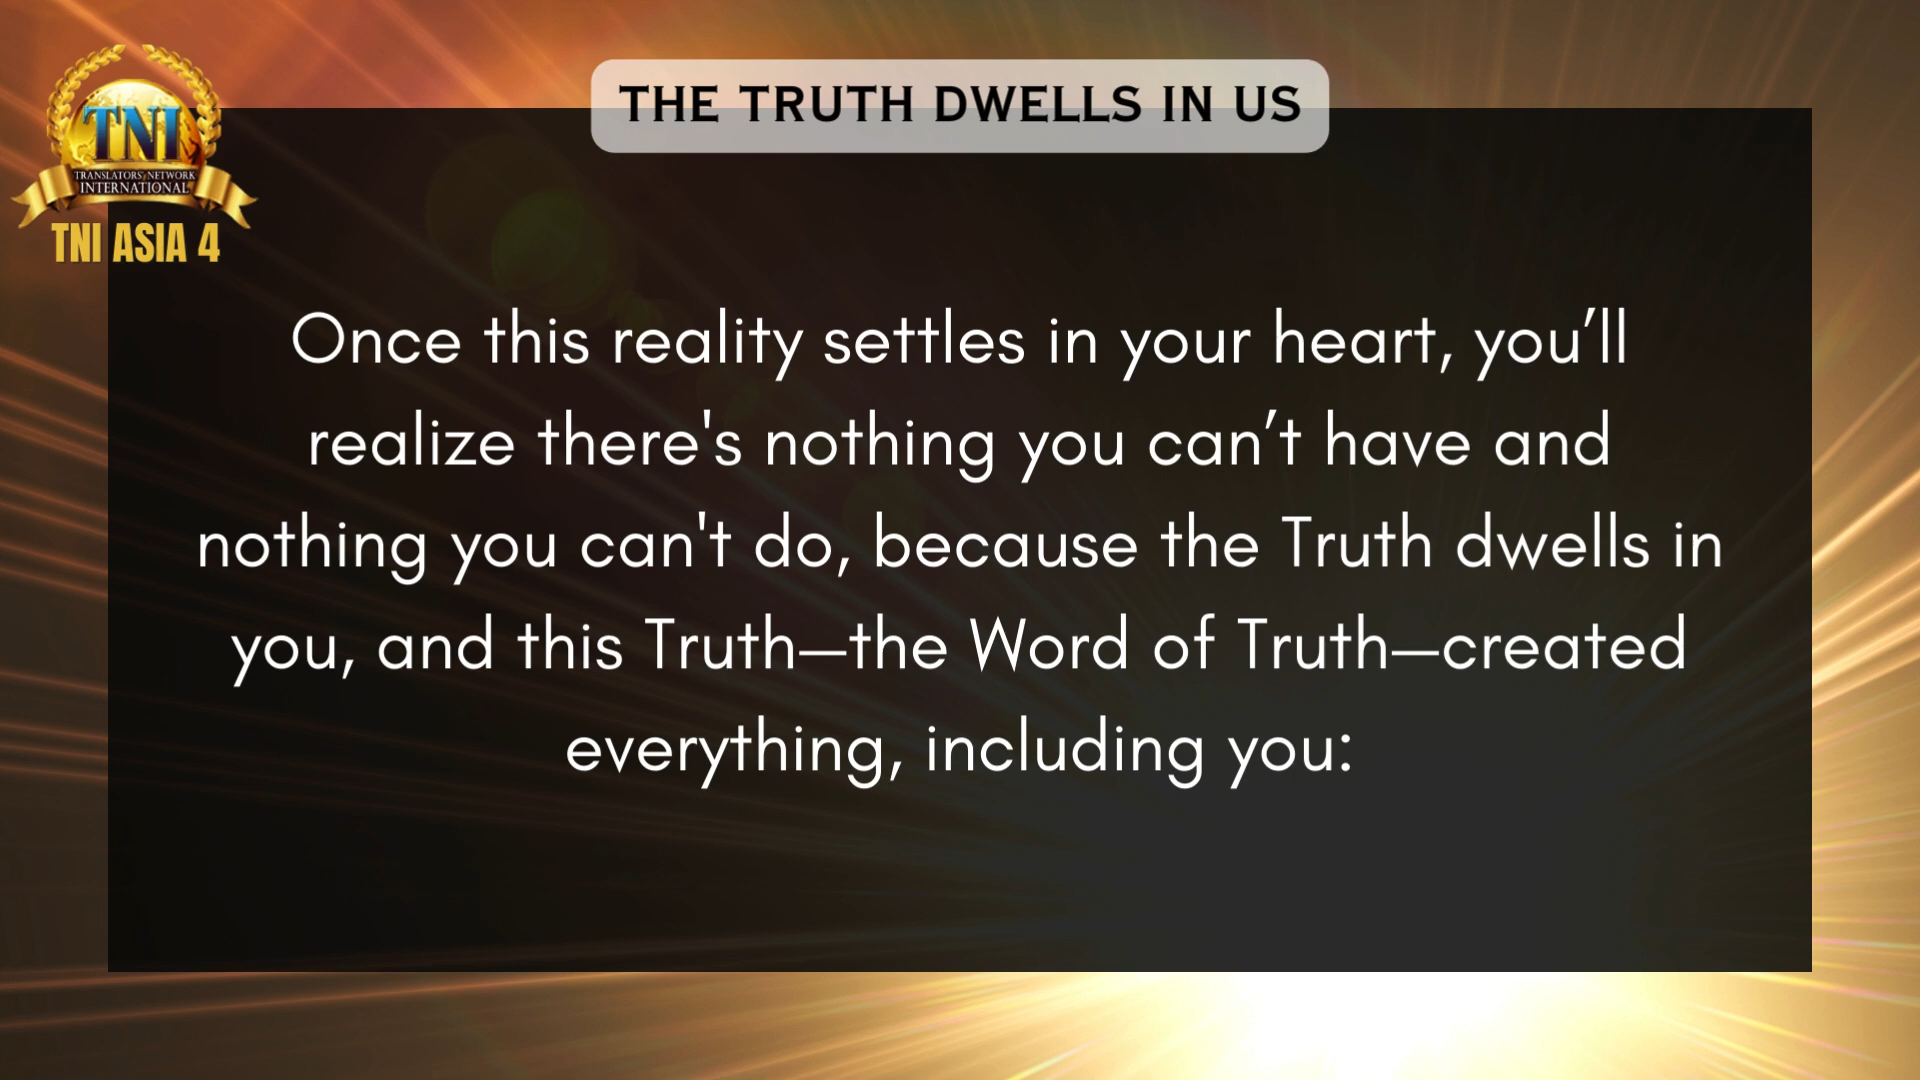 TNI
TRANSLATORS' NETWORK
INTERNATIONAL
TNI ASIA 4
THE TRUTH DWELLS IN US
Once this reality settles in your heart, you’ll
realize there's nothing you can’t have and
nothing you can't do, because the Truth dwells in
you, and this Truth—the Word of Truth—created
everything, including you: